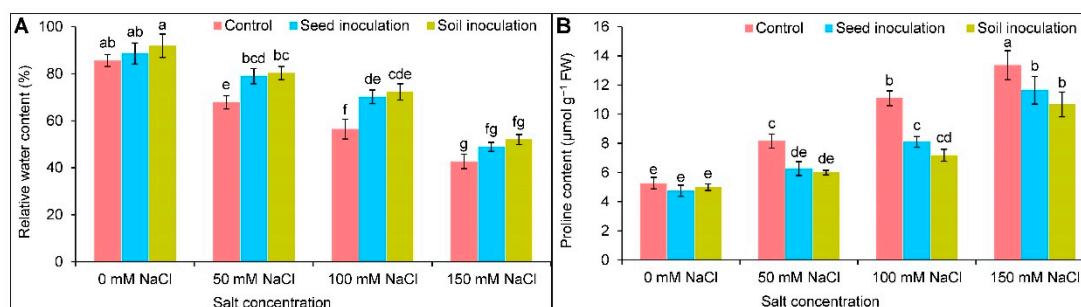 A
Control
Seed inoculation
Soil inoculation
Relative water content (%)
100
80
60
40
20
0
ab
ab
a
e
bcd
bc
f
de
cde
g
fg
fg
0 mM NaCl
50 mM NaCl
100 mM NaCl
150 mM NaCl
Salt concentration
B
Control
Seed inoculation
Soil inoculation
Proline content (µmol g⁻¹ FW)
16
14
12
10
8
6
4
2
0
e
e
e
c
de
de
b
c
cd
a
b
b
0 mM NaCl
50 mM NaCl
100 mM NaCl
150 mM NaCl
Salt concentration